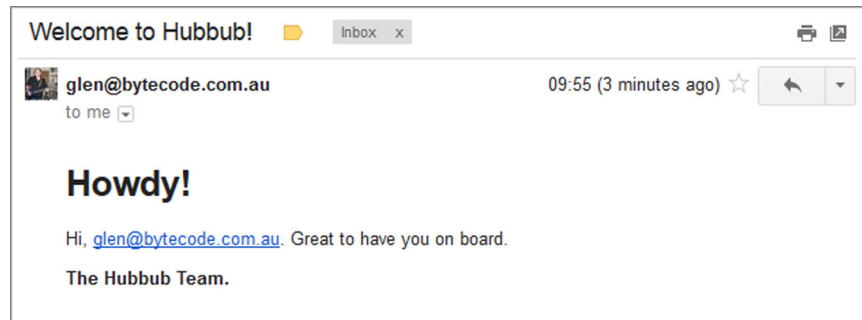 Welcome to Hubbub! Inbox x
glen@bytecode.com.au 09:55 (3 minutes ago)
to me
Howdy!
Hi, glen@bytecode.com.au. Great to have you on board.
The Hubbub Team.